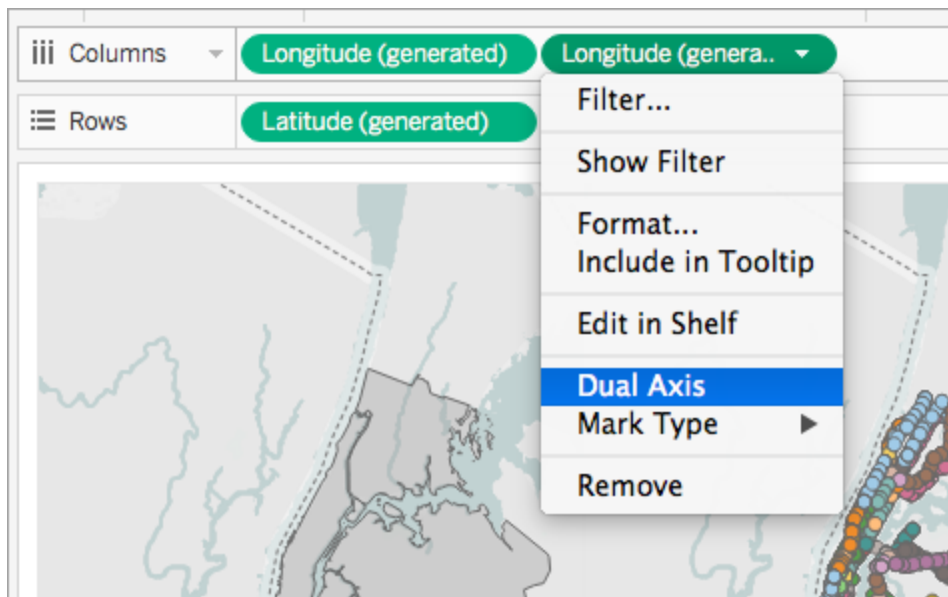 Columns
Longitude (generated)
Longitude (genera..
Rows
Latitude (generated)
Filter...
Show Filter
Format...
Include in Tooltip
Edit in Shelf
Dual Axis
Mark Type
Remove